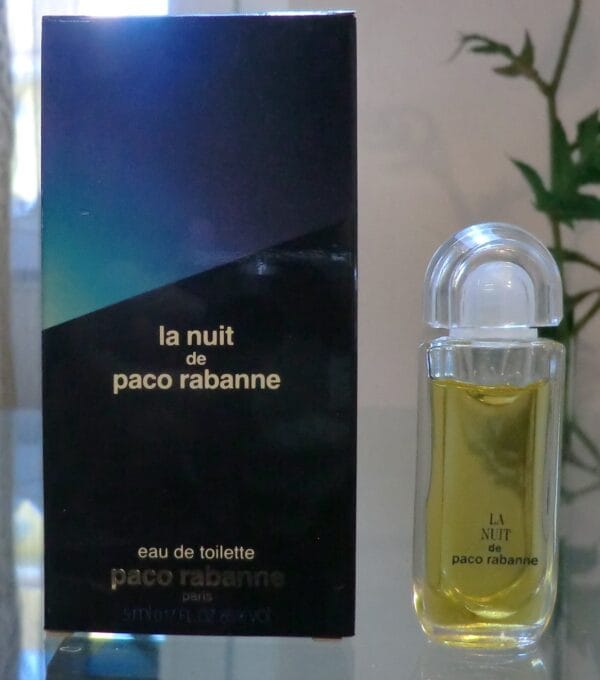 la nuit
de
paco rabanne
eau de toilette
paco rabanne
paris
LA
NUIT
de
paco rabanne